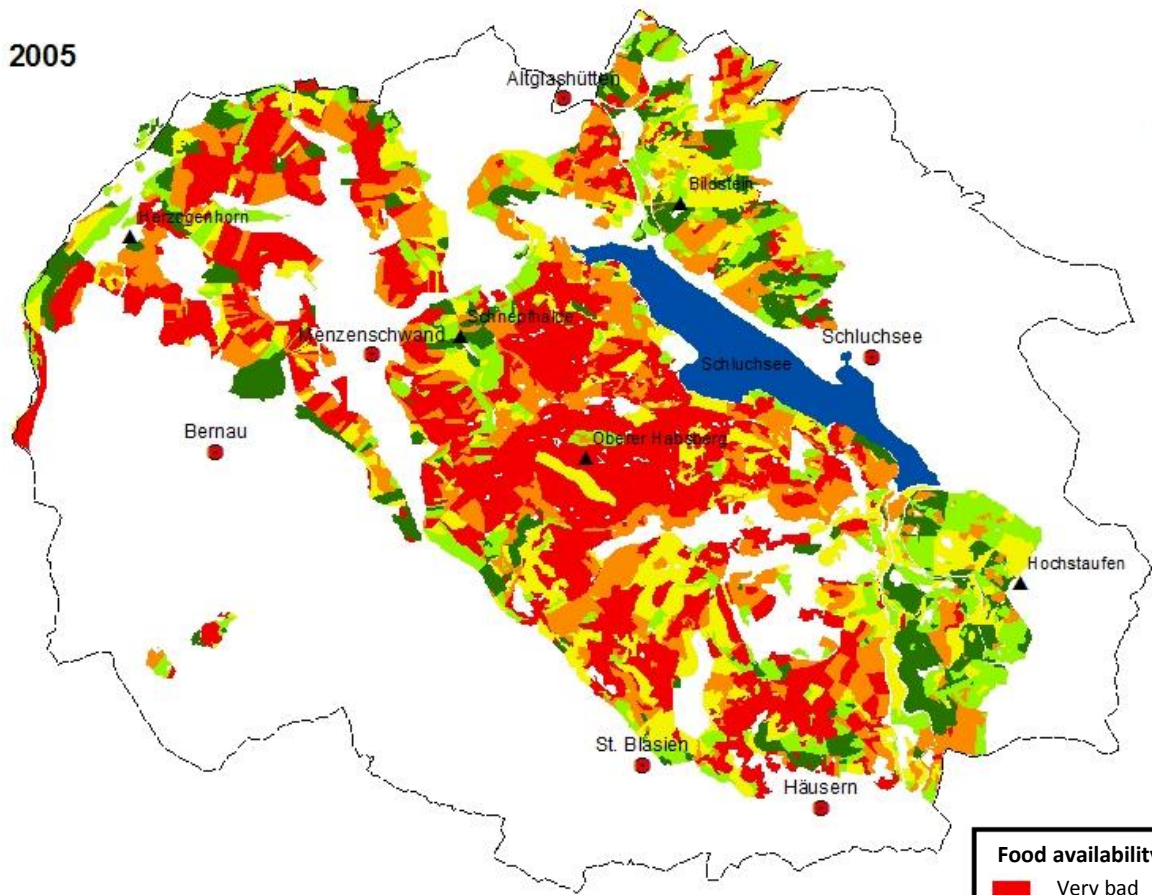 2005
Altglashütten
Bildstein
Herzogenhorn
Schnepfhalde
Menzenschwand
Schluchsee
Schluchsee
Bernau
Oberer Habsberg
Hochstaufen
St. Blasien
Häusern
Food availability
Very bad